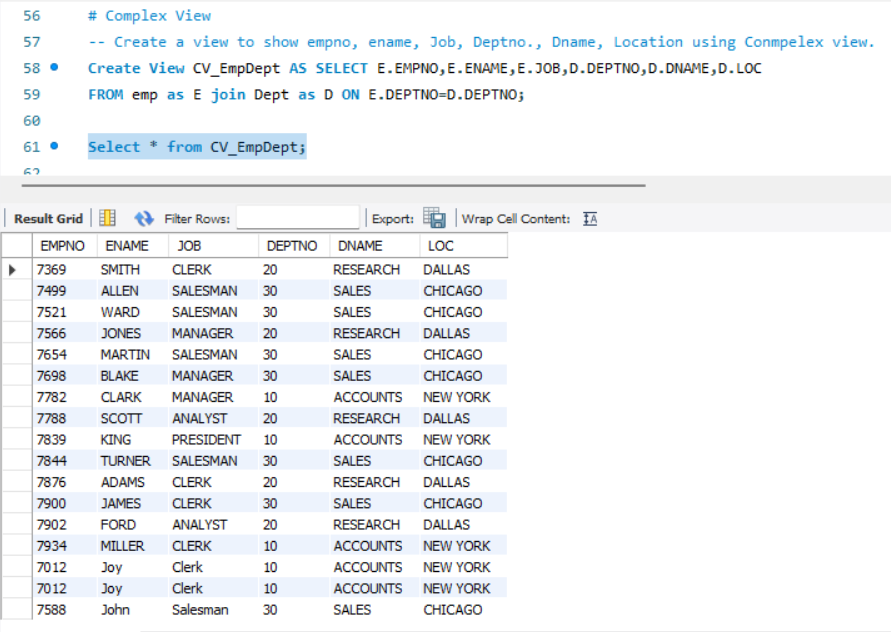 56 # Complex View
57 -- Create a view to show empno, ename, Job, Deptno., Dname, Location using Conmpelex view.
58 Create View CV_EmpDept AS SELECT E.EMPNO,E.ENAME,E.JOB,D.DEPTNO,D.DNAME,D.LOC
59 FROM emp as E join Dept as D ON E.DEPTNO=D.DEPTNO;
60
61 Select * from CV_EmpDept;
62
Result Grid Filter Rows: Export: Wrap Cell Content: IA
EMPNO ENAME JOB DEPTNO DNAME LOC
7369 SMITH CLERK 20 RESEARCH DALLAS
7499 ALLEN SALESMAN 30 SALES CHICAGO
7521 WARD SALESMAN 30 SALES CHICAGO
7566 JONES MANAGER 20 RESEARCH DALLAS
7654 MARTIN SALESMAN 30 SALES CHICAGO
7698 BLAKE MANAGER 30 SALES CHICAGO
7782 CLARK MANAGER 10 ACCOUNTS NEW YORK
7788 SCOTT ANALYST 20 RESEARCH DALLAS
7839 KING PRESIDENT 10 ACCOUNTS NEW YORK
7844 TURNER SALESMAN 30 SALES CHICAGO
7876 ADAMS CLERK 20 RESEARCH DALLAS
7900 JAMES CLERK 30 SALES CHICAGO
7902 FORD ANALYST 20 RESEARCH DALLAS
7934 MILLER CLERK 10 ACCOUNTS NEW YORK
7012 Joy Clerk 10 ACCOUNTS NEW YORK
7012 Joy Clerk 10 ACCOUNTS NEW YORK
7588 John Salesman 30 SALES CHICAGO